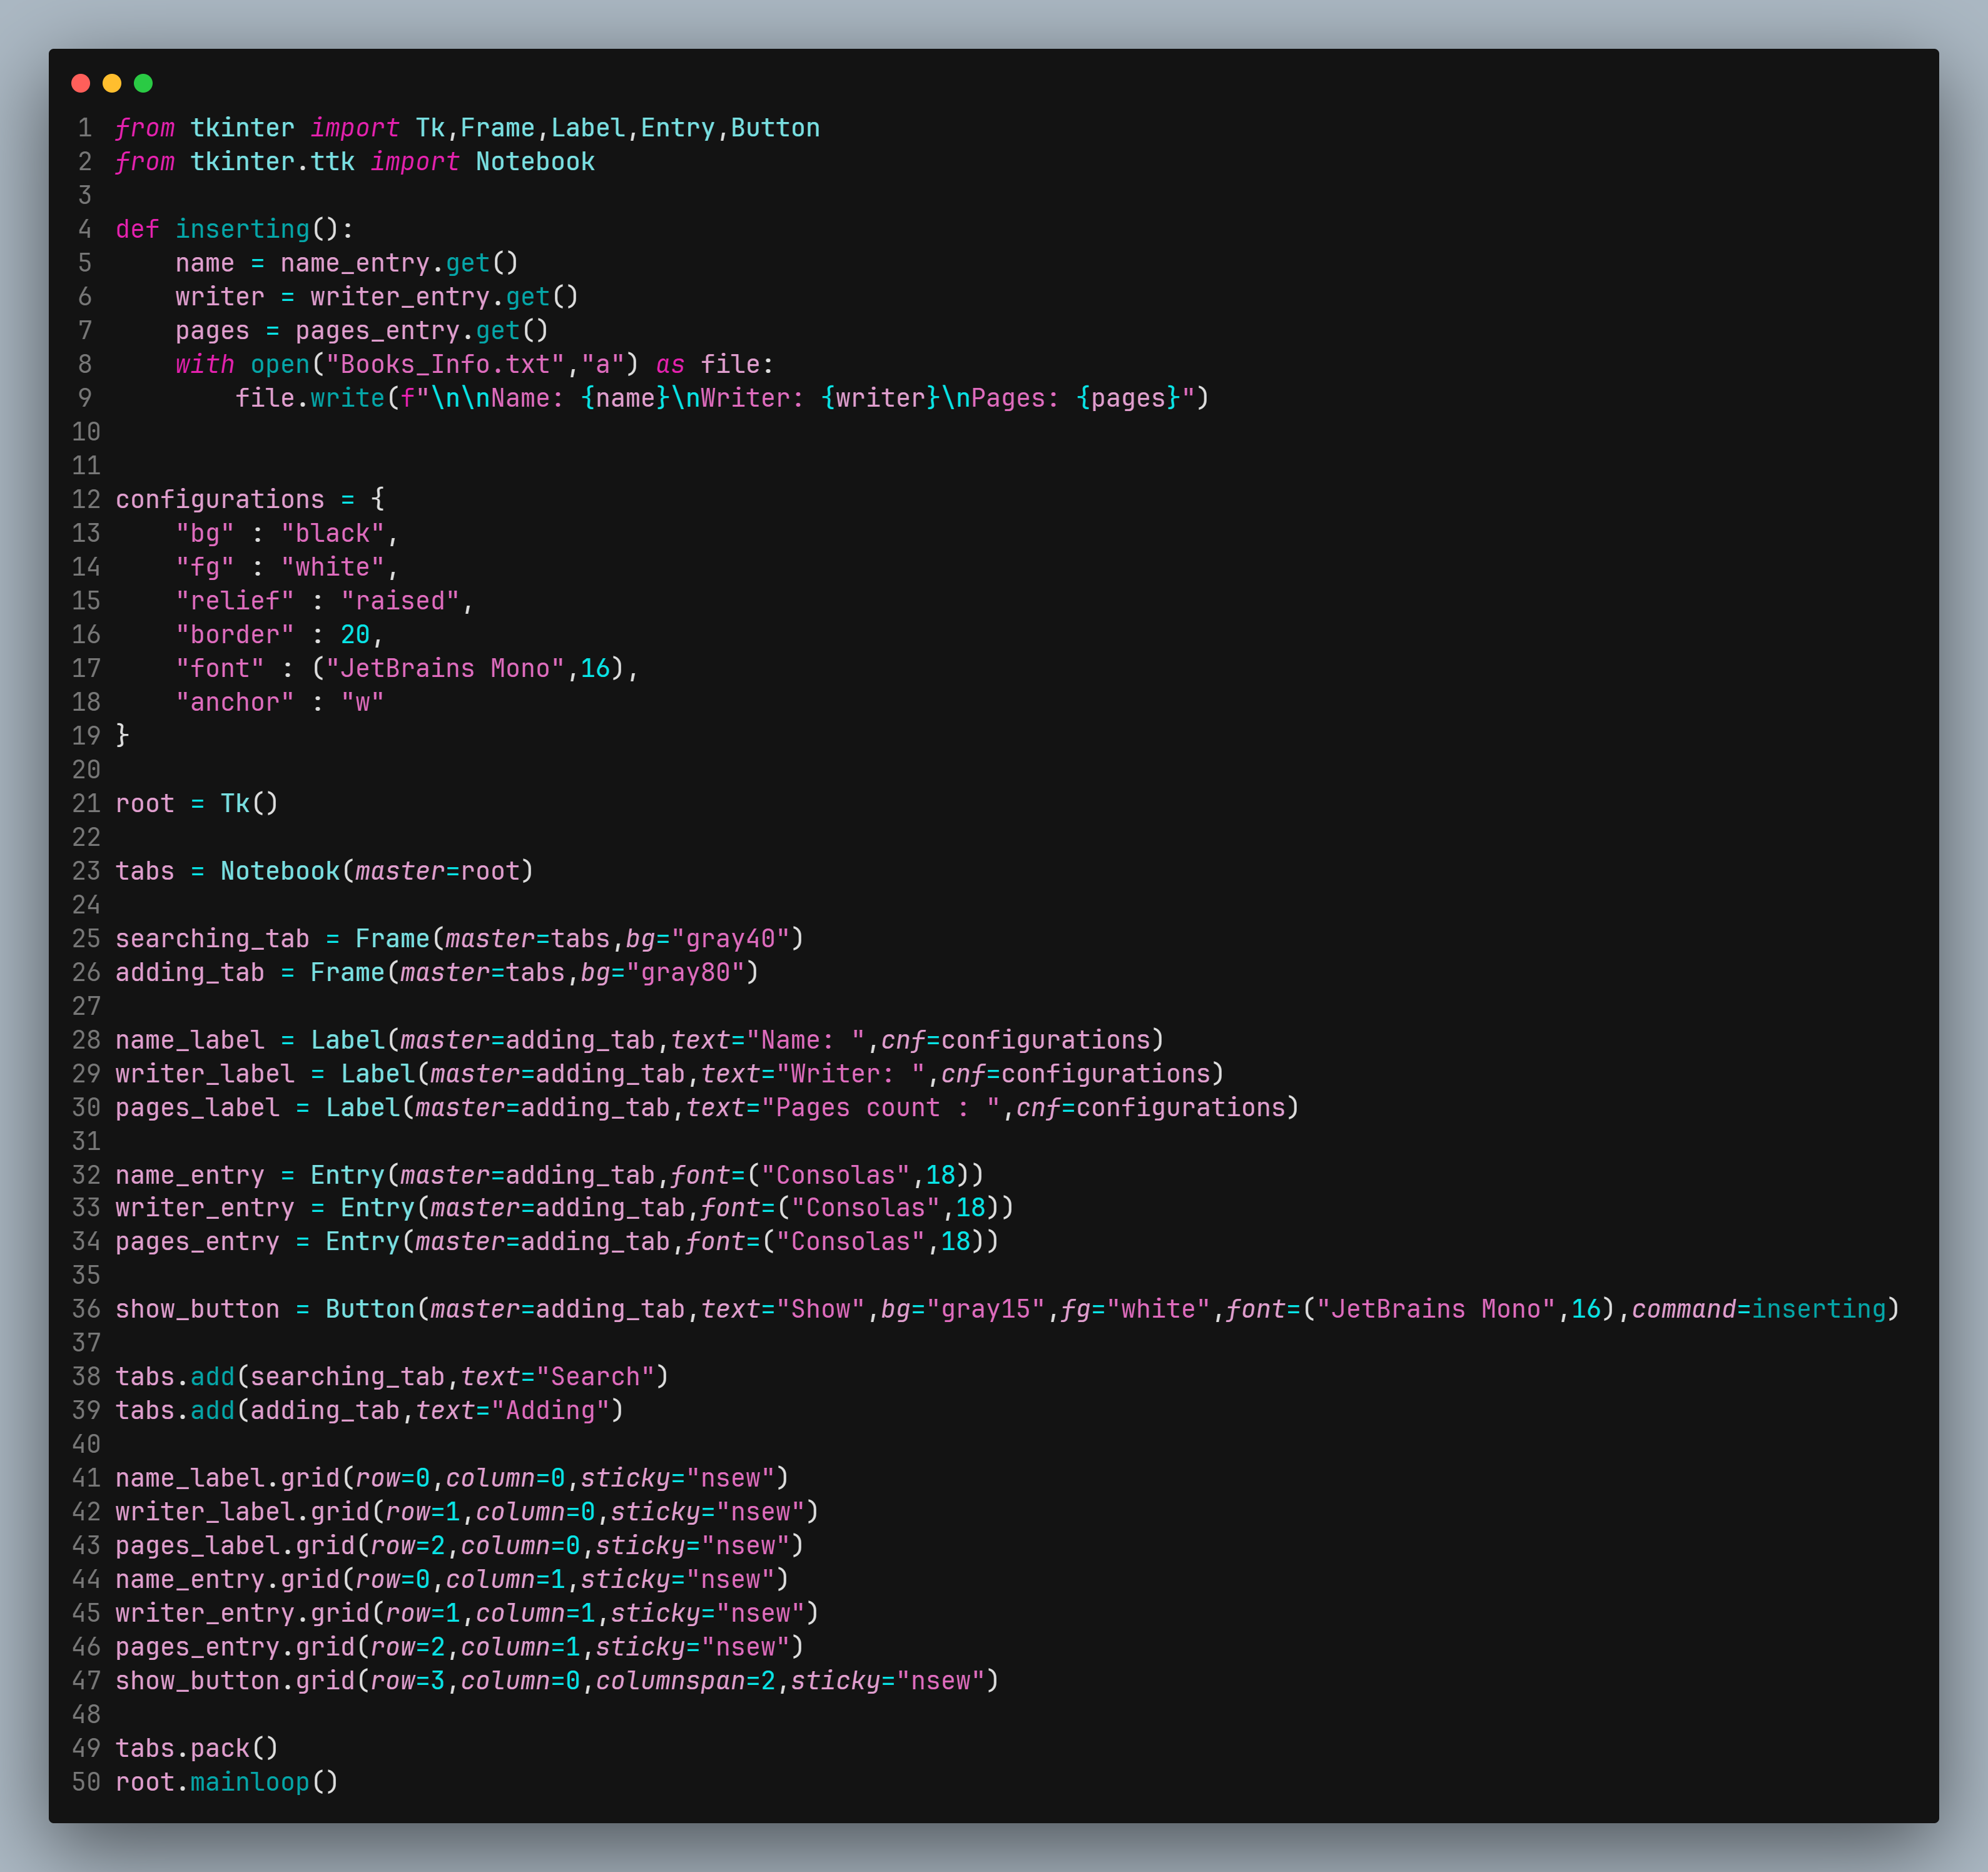 1 from tkinter import Tk,Frame,Label,Entry,Button
2 from tkinter.ttk import Notebook
3
4 def inserting():
5     name = name_entry.get()
6     writer = writer_entry.get()
7     pages = pages_entry.get()
8     with open("Books_Info.txt","a") as file:
9         file.write(f"\n\nName: {name}\nWriter: {writer}\nPages: {pages}")
10
11
12 configurations = {
13     "bg" : "black",
14     "fg" : "white",
15     "relief" : "raised",
16     "border" : 20,
17     "font" : ("JetBrains Mono",16),
18     "anchor" : "w"
19 }
20
21 root = Tk()
22
23 tabs = Notebook(master=root)
24
25 searching_tab = Frame(master=tabs,bg="gray40")
26 adding_tab = Frame(master=tabs,bg="gray80")
27
28 name_label = Label(master=adding_tab,text="Name: ",cnf=configurations)
29 writer_label = Label(master=adding_tab,text="Writer: ",cnf=configurations)
30 pages_label = Label(master=adding_tab,text="Pages count : ",cnf=configurations)
31
32 name_entry = Entry(master=adding_tab,font=("Consolas",18))
33 writer_entry = Entry(master=adding_tab,font=("Consolas",18))
34 pages_entry = Entry(master=adding_tab,font=("Consolas",18))
35
36 show_button = Button(master=adding_tab,text="Show",bg="gray15",fg="white",font=("JetBrains Mono",16),command=inserting)
37
38 tabs.add(searching_tab,text="Search")
39 tabs.add(adding_tab,text="Adding")
40
41 name_label.grid(row=0,column=0,sticky="nsew")
42 writer_label.grid(row=1,column=0,sticky="nsew")
43 pages_label.grid(row=2,column=0,sticky="nsew")
44 name_entry.grid(row=0,column=1,sticky="nsew")
45 writer_entry.grid(row=1,column=1,sticky="nsew")
46 pages_entry.grid(row=2,column=1,sticky="nsew")
47 show_button.grid(row=3,column=0,columnspan=2,sticky="nsew")
48
49 tabs.pack()
50 root.mainloop()